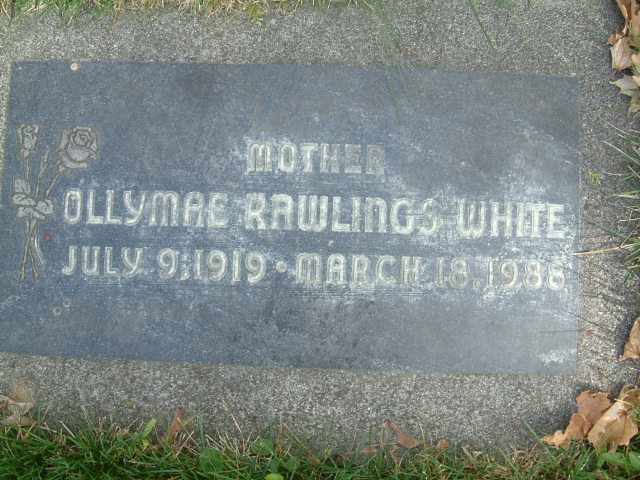 MOTHER
OLLYMAE RAWLINGS WHITE
JULY 9, 1919 · MARCH 18, 1988